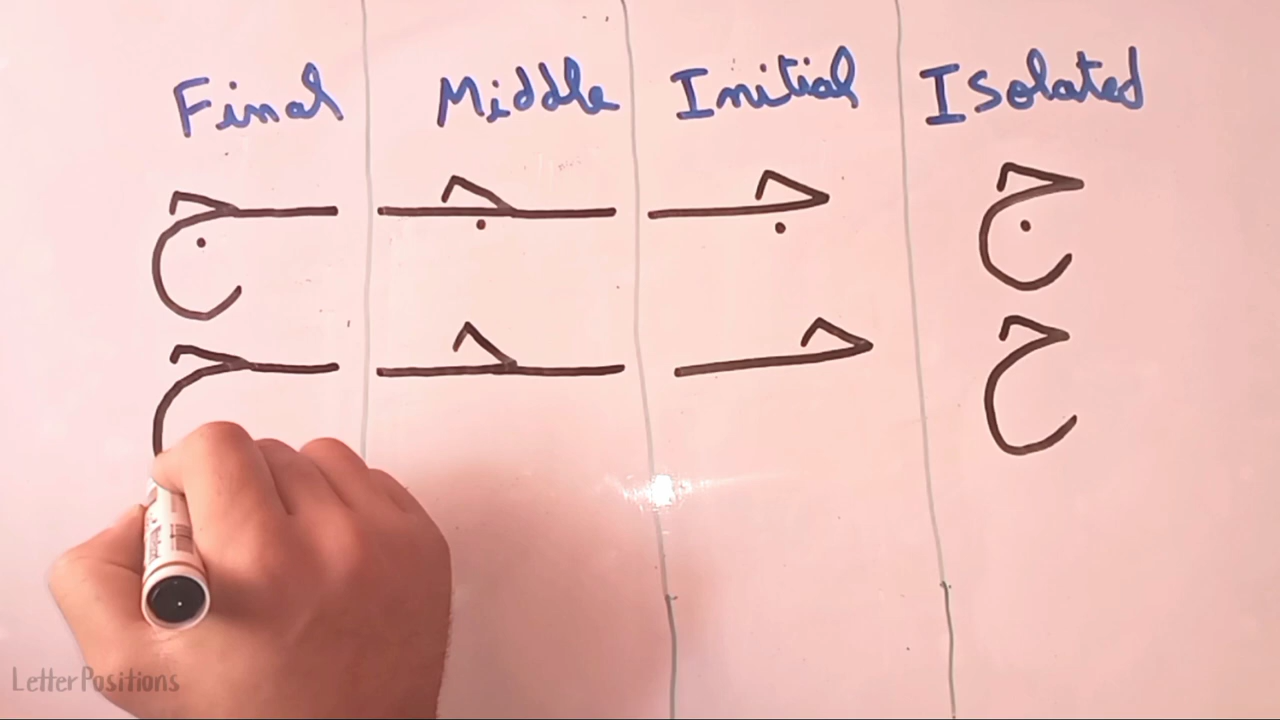 Final Middle Initial Isolated
ج جـ ـجـ ـج
ح حـ ـحـ ـح
LetterPositions